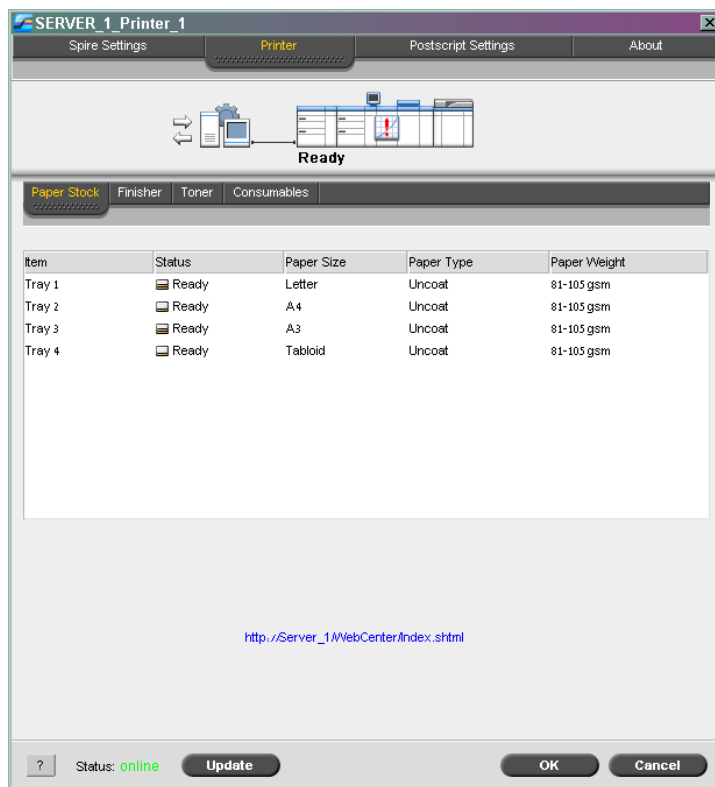 SERVER_1_Printer_1
Spire Settings Printer Postscript Settings About
Ready
Paper Stock Finisher Toner Consumables
Item Status Paper Size Paper Type Paper Weight
Tray 1 Ready Letter Uncoat 81-105 gsm
Tray 2 Ready A4 Uncoat 81-105 gsm
Tray 3 Ready A3 Uncoat 81-105 gsm
Tray 4 Ready Tabloid Uncoat 81-105 gsm
http://Server_1/WebCenter/Index.shtml
? Status: online Update OK Cancel